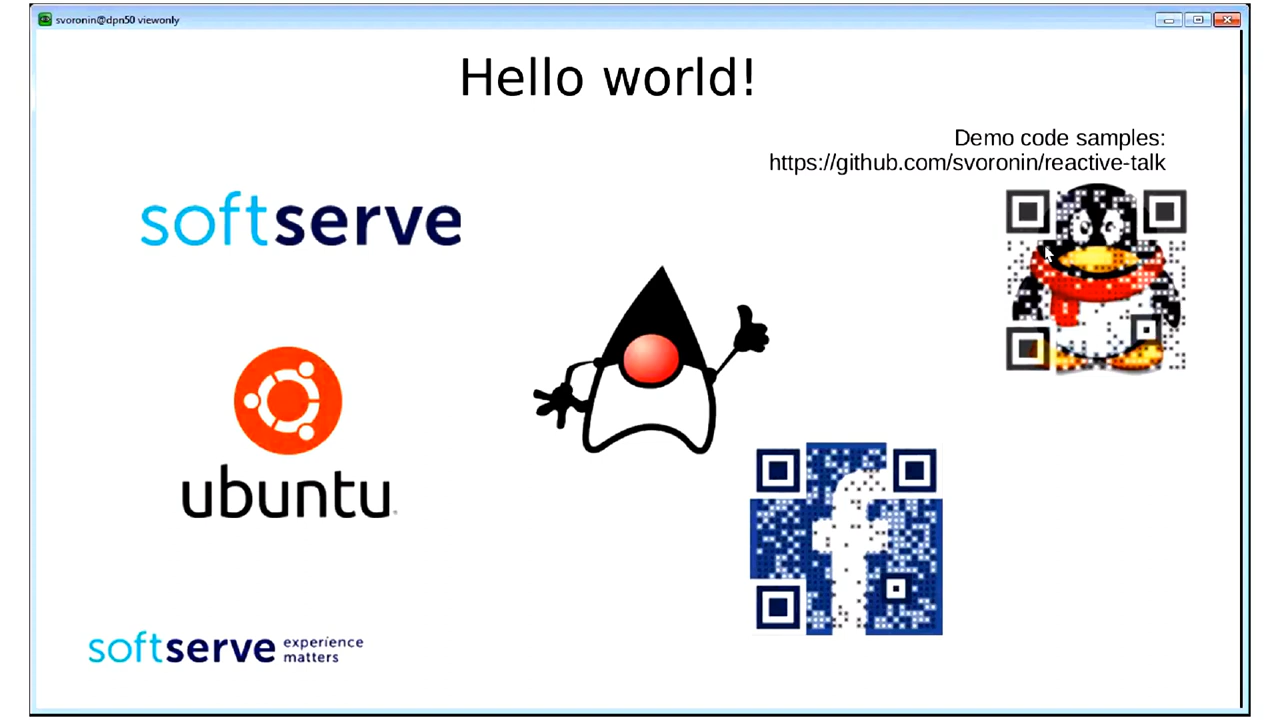 svoronin@dpn50 viewonly
Hello world!
Demo code samples:
https://github.com/svoronin/reactive-talk
softserve
ubuntu
softserve experience
matters